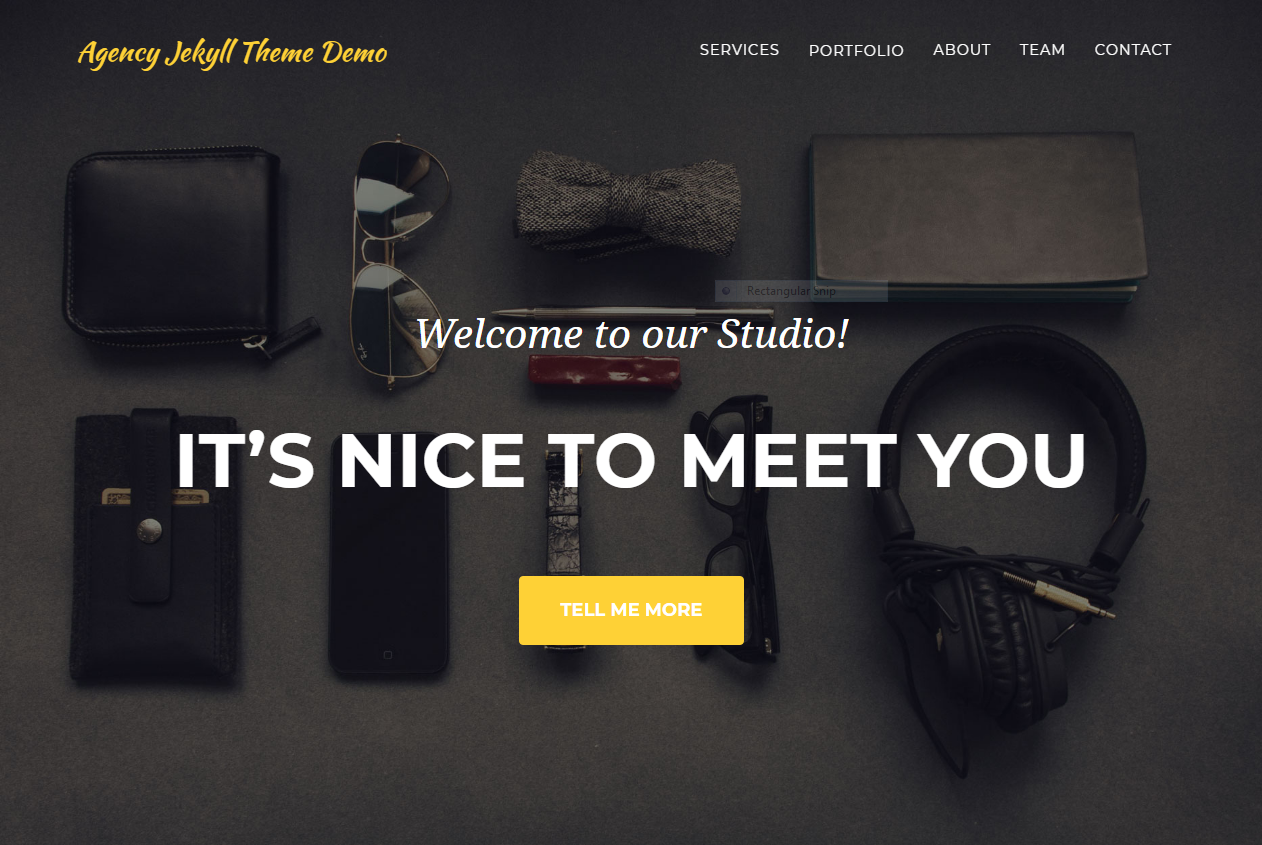 Agency Jekyll Theme Demo
SERVICES PORTFOLIO ABOUT TEAM CONTACT
Rectangular Snip
Welcome to our Studio!
IT’S NICE TO MEET YOU
TELL ME MORE